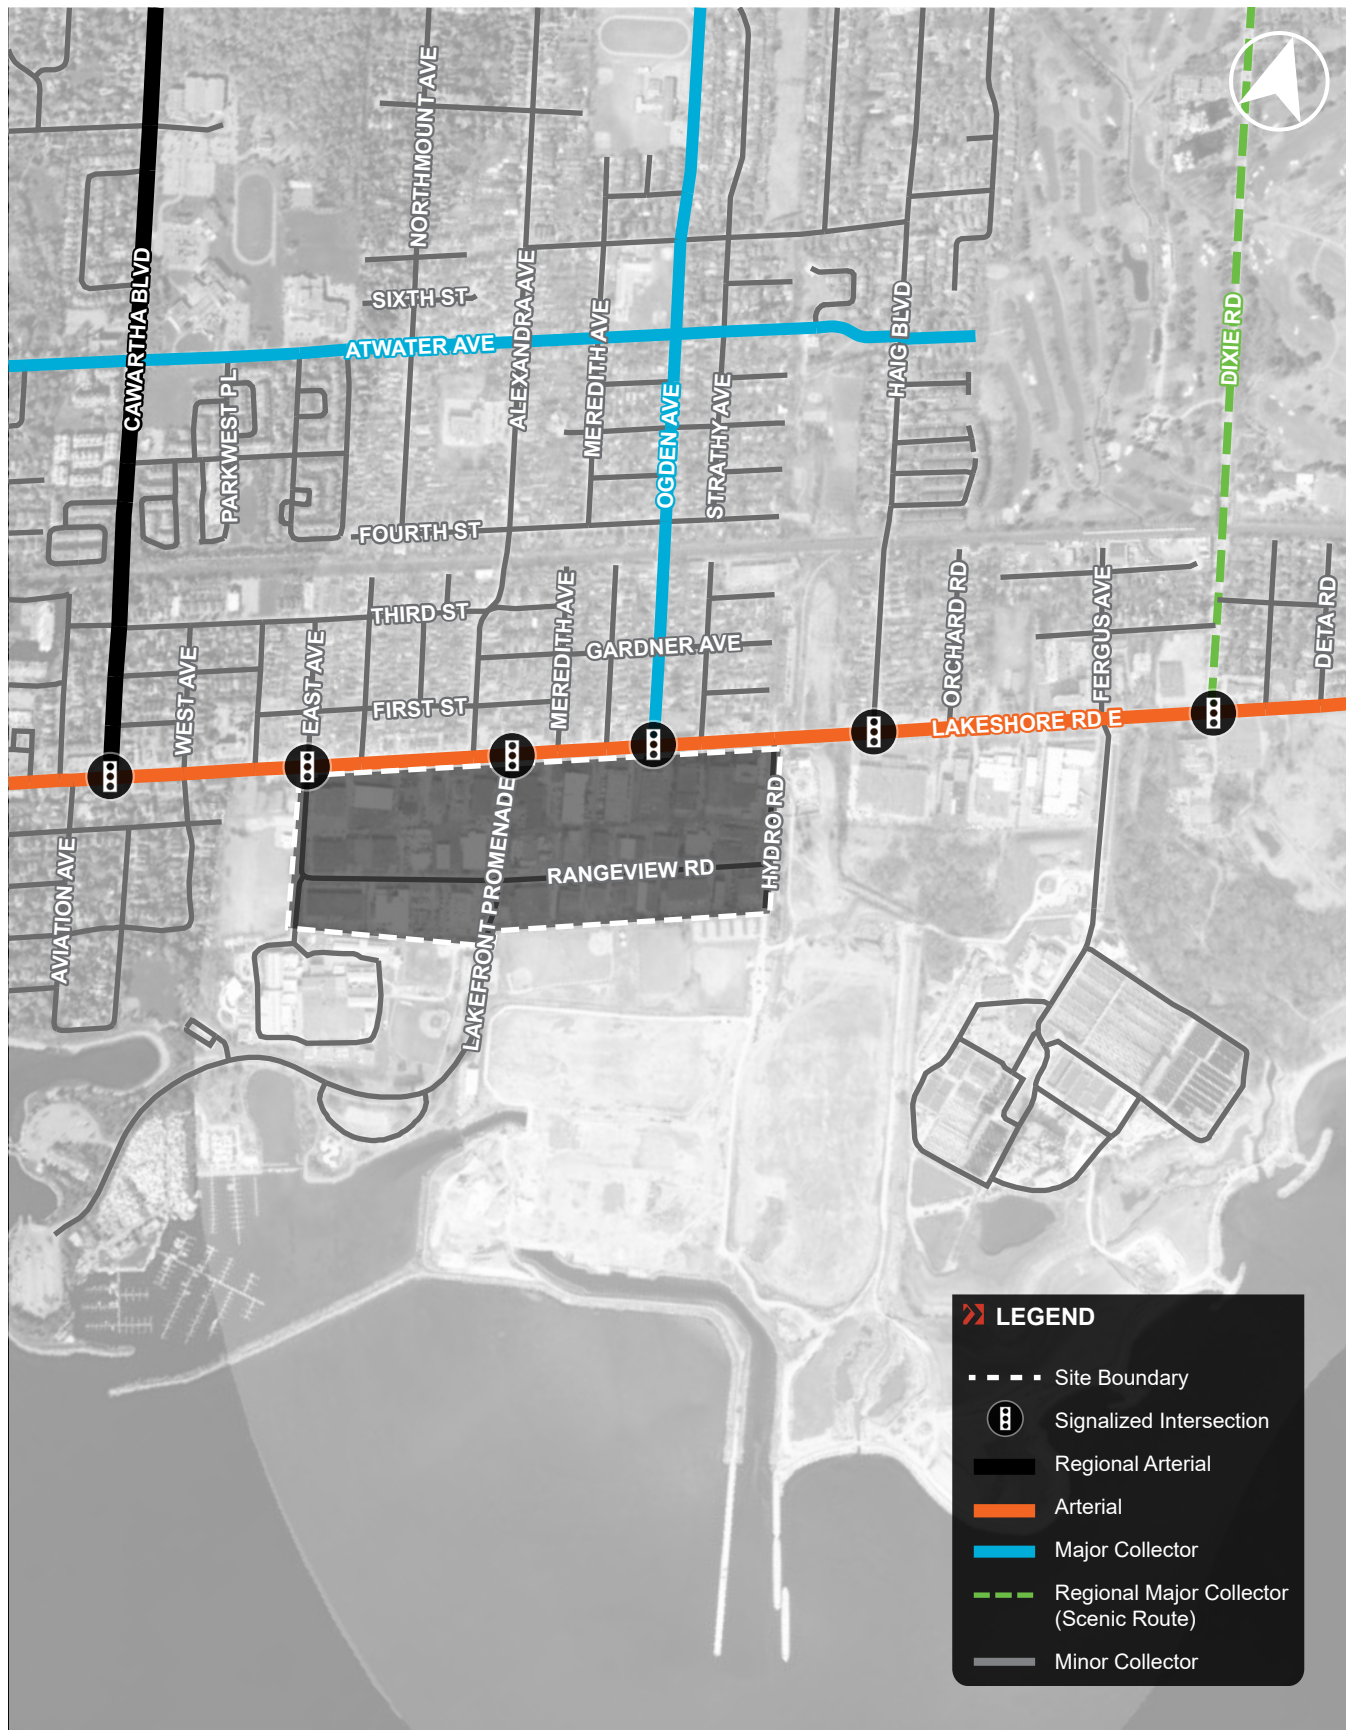 NORTHMOUNT AVE
CAWARTHA BLVD
SIXTH ST
ALEXANDRA AVE
MEREDITH AVE
HAIG BLVD
DIXIE RD
ATWATER AVE
PARKWEST PL
OGDEN AVE
STRATHY AVE
FOURTH ST
THIRD ST
MEREDITH AVE
GARDNER AVE
ORCHARD RD
FERGUS AVE
DETA RD
WEST AVE
EAST AVE
FIRST ST
LAKESHORE RD E
AVIATION AVE
LAKEFRONT PROMENADE
RANGEVIEW RD
HYDRO RD
LEGEND
Site Boundary
Signalized Intersection
Regional Arterial
Arterial
Major Collector
Regional Major Collector
(Scenic Route)
Minor Collector